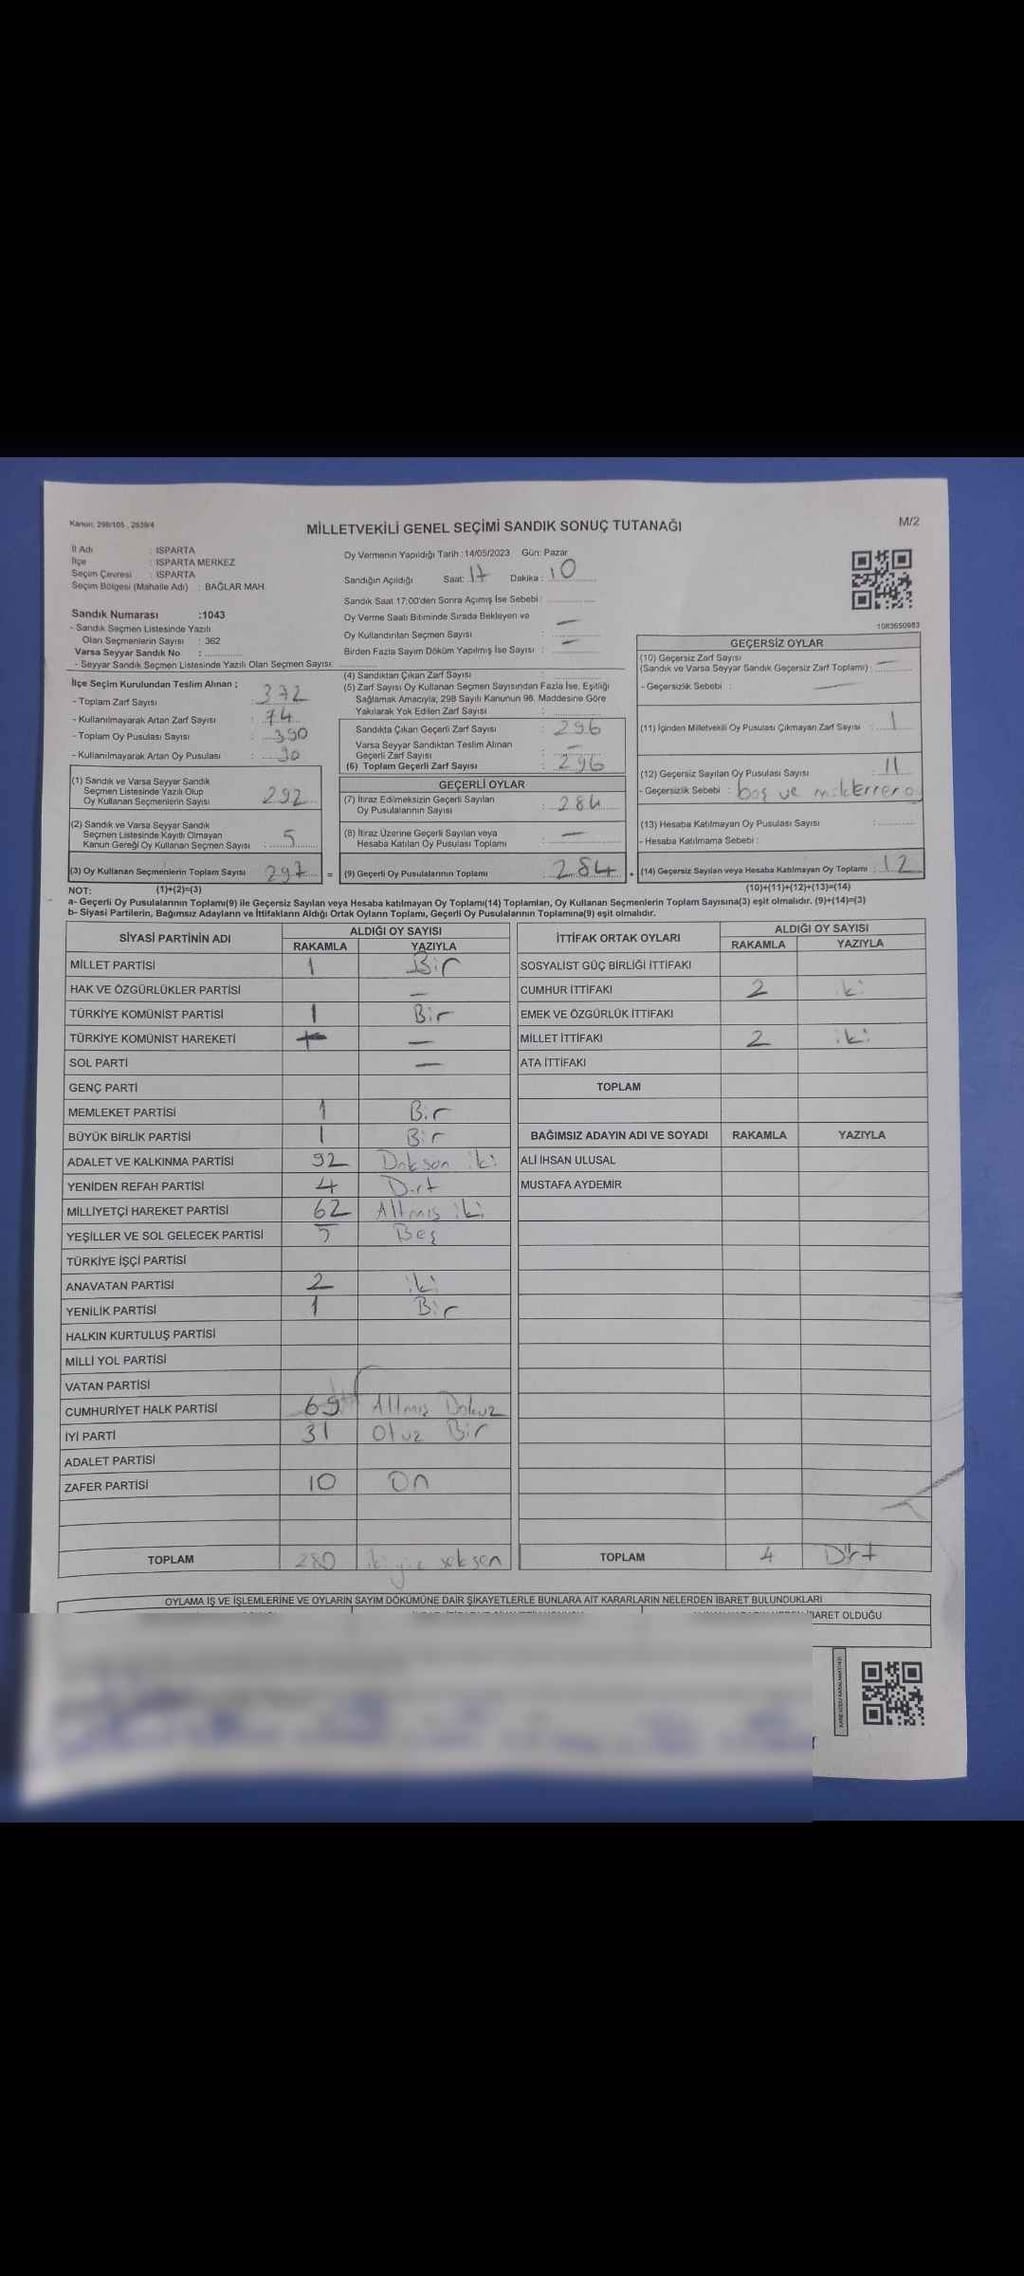 Kanun: 298/105 , 2839/4
MİLLETVEKİLİ GENEL SEÇİMİ SANDIK SONUÇ TUTANAĞI
M/2
İl Adı : ISPARTA
İlçe : ISPARTA MERKEZ
Seçim Çevresi : ISPARTA
Seçim Bölgesi (Mahalle Adı) : BAĞLAR MAH
Sandık Numarası :1043
- Sandık Seçmen Listesinde Yazılı
Olan Seçmenlerin Sayısı : 362
Varsa Seyyar Sandık No :
- Seyyar Sandık Seçmen Listesinde Yazılı Olan Seçmen Sayısı:
Oy Vermenin Yapıldığı Tarih :14/05/2023 Gün: Pazar
Sandığın Açıldığı Saat: 17 Dakika : 10
Sandık Saat 17:00'den Sonra Açımış İse Sebebi :
Oy Verme Saati Bitiminde Sırada Bekleyen ve —
Oy Kullandırılan Seçmen Sayısı :
Birden Fazla Sayım Döküm Yapılmış İse Sayısı : —
1083650983
İlçe Seçim Kurulundan Teslim Alınan ;
- Toplam Zarf Sayısı : 372
- Kullanılmayarak Artan Zarf Sayısı : 74
- Toplam Oy Pusulası Sayısı : 390
- Kullanılmayarak Artan Oy Pusulası :
(1) Sandık ve Varsa Seyyar Sandık
Seçmen Listesinde Yazılı Olup
Oy Kullanan Seçmenlerin Sayısı 292
(2) Sandık ve Varsa Seyyar Sandık
Seçmen Listesinde Kayıtlı Olmayan
Kanun Gereği Oy Kullanan Seçmen Sayısı : 5
(3) Oy Kullanan Seçmenlerin Toplam Sayısı : 297 =
(4) Sandıktan Çıkan Zarf Sayısı :
(5) Zarf Sayısı Oy Kullanan Seçmen Sayısından Fazla İse, Eşitliği
Sağlamak Amacıyla, 298 Sayılı Kanunun 98. Maddesine Göre
Yakılarak Yok Edilen Zarf Sayısı :
Sandıkta Çıkan Geçerli Zarf Sayısı : 296
Varsa Seyyar Sandıktan Teslim Alınan
Geçerli Zarf Sayısı : —
(6) Toplam Geçerli Zarf Sayısı : 296
GEÇERLİ OYLAR
(7) İtiraz Edilmeksizin Geçerli Sayılan
Oy Pusulalarının Sayısı : 284
(8) İtiraz Üzerine Geçerli Sayılan veya
Hesaba Katılan Oy Pusulası Toplamı : —
(9) Geçerli Oy Pusulalarının Toplamı : 284 +
GEÇERSİZ OYLAR
(10) Geçersiz Zarf Sayısı
(Sandık ve Varsa Seyyar Sandık Geçersiz Zarf Toplamı) : —
- Geçersizlik Sebebi : —
(11) İçinden Milletvekili Oy Pusulası Çıkmayan Zarf Sayısı : 1
(12) Geçersiz Sayılan Oy Pusulası Sayısı : 11
- Geçersizlik Sebebi : boş ve mükerrer
(13) Hesaba Katılmayan Oy Pusulası Sayısı :
- Hesaba Katılmama Sebebi :
(14) Geçersiz Sayılan veya Hesaba Katılmayan Oy Toplamı : 12
NOT: (1)+(2)=(3)
(10)+(11)+(12)+(13)=(14)
a- Geçerli Oy Pusulalarının Toplamı(9) ile Geçersiz Sayılan veya Hesaba katılmayan Oy Toplamı(14) Toplamları, Oy Kullanan Seçmenlerin Toplam Sayısına(3) eşit olmalıdır. (9)+(14)=(3)
b- Siyasi Partilerin, Bağımsız Adayların ve İttifakların Aldığı Ortak Oyların Toplamı, Geçerli Oy Pusulalarının Toplamına(9) eşit olmalıdır.
SİYASİ PARTİNİN ADI
ALDIĞI OY SAYISI
RAKAMLA YAZIYLA
MİLLET PARTİSİ 1 Bir
HAK VE ÖZGÜRLÜKLER PARTİSİ —
TÜRKİYE KOMÜNİST PARTİSİ 1 Bir
TÜRKİYE KOMÜNİST HAREKETİ —
SOL PARTİ —
GENÇ PARTİ
MEMLEKET PARTİSİ 1 Bir
BÜYÜK BİRLİK PARTİSİ 1 Bir
ADALET VE KALKINMA PARTİSİ 92 Doksan iki
YENİDEN REFAH PARTİSİ 4 Dört
MİLLİYETÇİ HAREKET PARTİSİ 62 Altmış iki
YEŞİLLER VE SOL GELECEK PARTİSİ 5 Beş
TÜRKİYE İŞÇİ PARTİSİ
ANAVATAN PARTİSİ 2 iki
YENİLİK PARTİSİ 1 Bir
HALKIN KURTULUŞ PARTİSİ
MİLLİ YOL PARTİSİ
VATAN PARTİSİ
CUMHURİYET HALK PARTİSİ 69 Altmış Dokuz
İYİ PARTİ 31 Otuz Bir
ADALET PARTİSİ
ZAFER PARTİSİ 10 On
TOPLAM 280 iki yüz seksen
İTTİFAK ORTAK OYLARI
ALDIĞI OY SAYISI
RAKAMLA YAZIYLA
SOSYALİST GÜÇ BİRLİĞİ İTTİFAKI
CUMHUR İTTİFAKI 2 iki
EMEK VE ÖZGÜRLÜK İTTİFAKI
MİLLET İTTİFAKI 2 iki
ATA İTTİFAKI
TOPLAM
BAĞIMSIZ ADAYIN ADI VE SOYADI RAKAMLA YAZIYLA
ALİ İHSAN ULUSAL
MUSTAFA AYDEMİR
TOPLAM 4 Dört
OYLAMA İŞ VE İŞLEMLERİNE VE OYLARIN SAYIM DÖKÜMÜNE DAİR ŞİKAYETLERLE BUNLARA AİT KARARLARIN NELERDEN İBARET BULUNDUKLARI
İBARET OLDUĞU